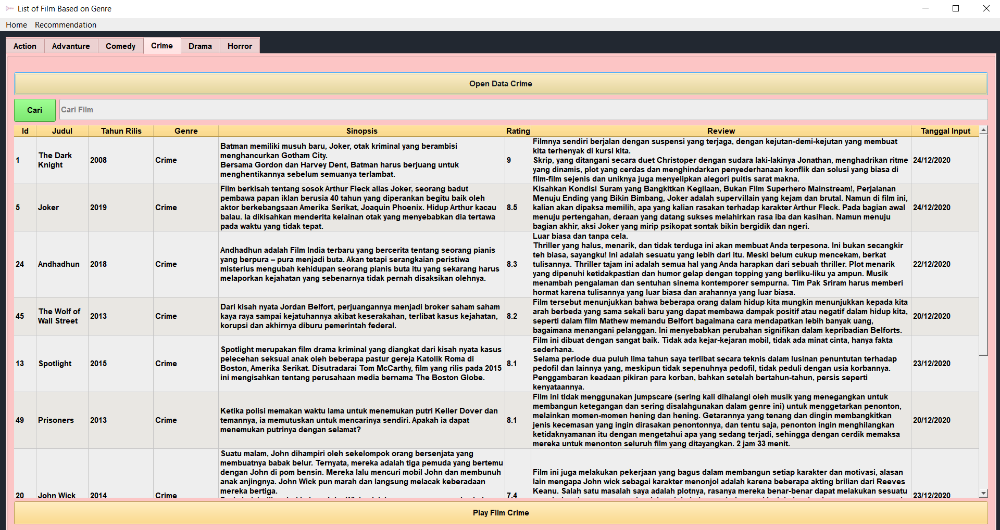 List of Film Based on Genre
Home Recommendation
Action Advanture Comedy Crime Drama Horror
Open Data Crime
Cari Cari Film
Id Judul Tahun Rilis Genre Sinopsis Rating Review Tanggal Input
1
The Dark
Knight
2008
Crime
Batman memiliki musuh baru, Joker, otak kriminal yang berambisi
menghancurkan Gotham City.
Bersama Gordon dan Harvey Dent, Batman harus berjuang untuk
menghentikannya sebelum semuanya terlambat.
9
Filmnya sendiri berjalan dengan suspensi yang terjaga, dengan kejutan-demi-kejutan yang membuat
kita terhenyak di kursi kita.
Skrip, yang ditangani secara duet Christoper dengan sudara laki-lakinya Jonathan, menghadrikan ritme
yang dinamis, plot yang cerdas dan menghindarkan penyederhanaan konflik dan solusi yang biasa di
film-film sejenis dan uniknya juga menyelipkan alegori puitis sarat makna.
24/12/2020
5
Joker
2019
Crime
Film berkisah tentang sosok Arthur Fleck alias Joker, seorang badut
pembawa papan iklan berusia 40 tahun yang diperankan begitu baik oleh
aktor berkebangsaan Amerika Serikat, Joaquin Phoenix. Hidup Arthur kacau
balau. Ia dikisahkan menderita kelainan otak yang menyebabkan dia tertawa
pada waktu yang tidak tepat.
8.5
Kisahkan Kondisi Suram yang Bangkitkan Kegilaan, Bukan Film Superhero Mainstream!, Perjalanan
Menuju Ending yang Bikin Bimbang, Joker adalah supervillain yang kejam dan brutal. Namun di film ini,
kalian akan dipaksa memilih, apa yang kalian rasakan terhadap karakter Arthur Fleck. Pada bagian awal
menuju pertengahan, deraan yang datang sukses melahirkan rasa iba dan kasihan. Namun menuju
bagian akhir, aksi Joker yang mirip psikopat sontak bikin bergidik dan ngeri.
24/12/2020
24
Andhadhun
2018
Crime
Andhadhun adalah Film India terbaru yang bercerita tentang seorang pianis
yang berpura – pura menjadi buta. Akan tetapi serangkaian peristiwa
misterius mengubah kehidupan seorang pianis buta itu yang sekarang harus
melaporkan kejahatan yang sebenarnya tidak pernah disaksikan olehnya.
8.3
Luar biasa dan tanpa cela.
Thriller yang halus, menarik, dan tidak terduga ini akan membuat Anda terpesona. Ini bukan secangkir
teh biasa, sayangku! Ini adalah sesuatu yang lebih dari itu. Meski belum cukup mencekam, berkat
tulisannya. Thriller tajam ini adalah semua hal yang Anda harapkan dari sebuah thriller. Plot menarik
yang dipenuhi ketidakpastian dan humor gelap dengan topping yang berliku-liku ya ampun. Musik
menambah pengalaman dan sentuhan sinema kontemporer sempurna. Tim Pak Sriram harus memberi
hormat karena tulisannya yang luar biasa dan arahannya yang luar biasa.
22/12/2020
45
The Wolf of
Wall Street
2013
Crime
Dari kisah nyata Jordan Belfort, perjuangannya menjadi broker saham saham
kaya raya sampai kejatuhannya akibat keserakahan, terlibat kasus kejahatan,
korupsi dan akhirnya diburu pemerintah federal.
8.2
Film tersebut menunjukkan bahwa beberapa orang dalam hidup kita mungkin menunjukkan kepada kita
arah berbeda yang sama sekali baru yang dapat membawa dampak positif atau negatif dalam hidup kita,
seperti dalam film Mathew memandu Belfort bagaimana cara mendapatkan lebih banyak uang,
bagaimana menangani pelanggan. Ini menyebabkan perubahan signifikan dalam kepribadian Belforts.
20/12/2020
13
Spotlight
2015
Crime
Spotlight merupakan film drama kriminal yang diangkat dari kisah nyata kasus
pelecehan seksual anak oleh beberapa pastur gereja Katolik Roma di
Boston, Amerika Serikat. Disutradarai Tom McCarthy, film yang rilis pada 2015
ini mengisahkan tentang perusahaan media bernama The Boston Globe.
8.1
Film ini dibuat dengan sangat baik. Tidak ada kejar-kejaran mobil, tidak ada minat cinta, hanya fakta
sederhana.
Selama periode dua puluh lima tahun saya terlibat secara teknis dalam lusinan penuntutan terhadap
pedofil dan lainnya yang, meskipun tidak sepenuhnya pedofil, tidak peduli dengan usia korbannya.
Penggambaran keadaan pikiran para korban, bahkan setelah bertahun-tahun, persis seperti
kenyataannya.
23/12/2020
49
Prisoners
2013
Crime
Ketika polisi memakan waktu lama untuk menemukan putri Keller Dover dan
temannya, ia memutuskan untuk mencarinya sendiri. Apakah ia dapat
menemukan putrinya dengan selamat?
8.1
Film ini tidak menggunakan jumpscare (sering kali dihalangi oleh musik yang menegangkan untuk
membangun ketegangan dan sering disalahgunakan dalam genre ini) untuk menggetarkan penonton,
melainkan momen-momen hening dan hening. Getarannya yang tenang dan dingin membangkitkan
jenis kecemasan yang ingin dirasakan penontonnya, dan tentu saja, penonton ingin menghilangkan
ketidaknyamanan itu dengan mengetahui apa yang sedang terjadi, sehingga dengan cerdik memaksa
mereka untuk menonton seluruh film yang ditayangkan. 2 jam 33 menit.
20/12/2020
20
John Wick
2014
Crime
Suatu malam, John dihampiri oleh sekelompok orang bersenjata yang
membuatnya babak belur. Ternyata, mereka adalah tiga pemuda yang bertemu
dengan John di pom bensin. Mereka lalu mencuri mobil John dan membunuh
anak anjingnya. John Wick pun marah dan langsung melacak keberadaan
mereka bertiga.
7.4
Film ini juga melakukan pekerjaan yang bagus dalam membangun setiap karakter dan motivasi, alasan
lain mengapa John wick sebagai karakter menonjol adalah karena beberapa akting brilian dari Reeves
Keanu. Salah satu masalah saya adalah plotnya, rasanya mereka benar-benar dapat melakukan sesuatu
23/12/2020
Play Film Crime